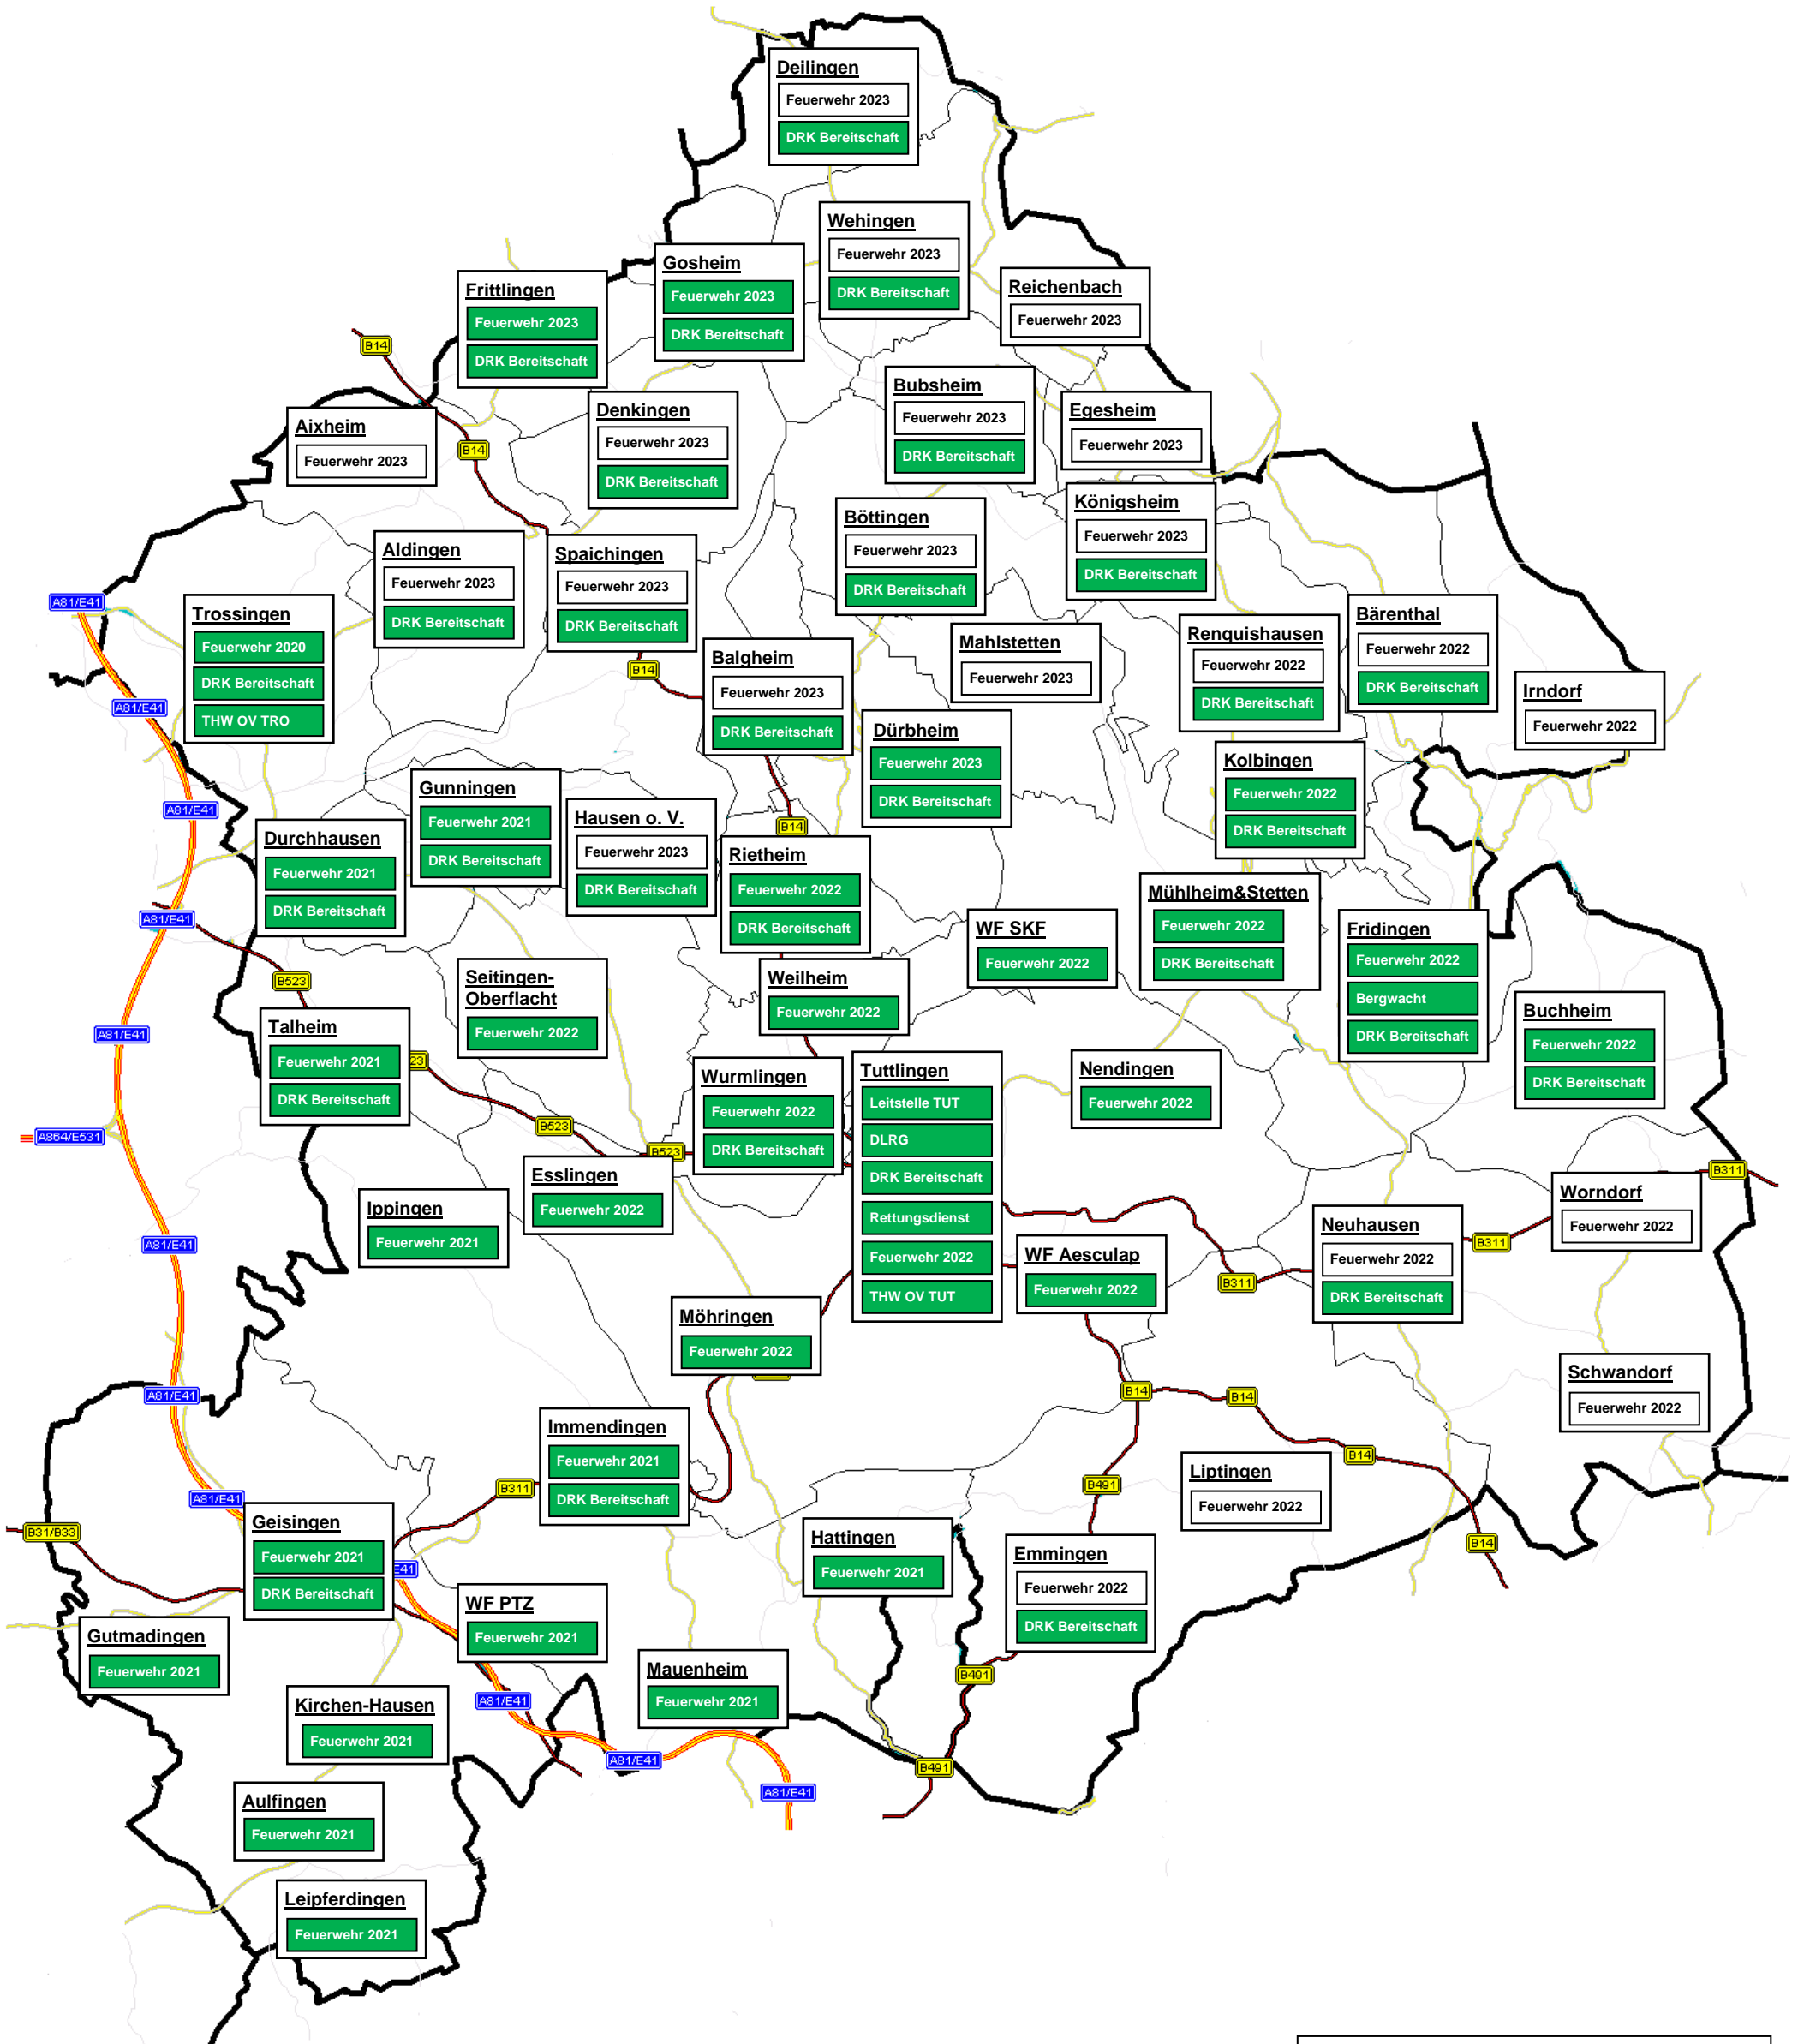 Deilingen
Feuerwehr 2023
DRK Bereitschaft
Wehingen
Feuerwehr 2023
DRK Bereitschaft
Gosheim
Feuerwehr 2023
DRK Bereitschaft
Reichenbach
Feuerwehr 2023
Frittlingen
Feuerwehr 2023
DRK Bereitschaft
B14
Bubsheim
Feuerwehr 2023
DRK Bereitschaft
Denkingen
Feuerwehr 2023
DRK Bereitschaft
Egesheim
Feuerwehr 2023
Aixheim
Feuerwehr 2023
B14
Königsheim
Feuerwehr 2023
DRK Bereitschaft
Böttingen
Feuerwehr 2023
DRK Bereitschaft
Aldingen
Feuerwehr 2023
DRK Bereitschaft
Spaichingen
Feuerwehr 2023
DRK Bereitschaft
A81/E41
Trossingen
Feuerwehr 2020
DRK Bereitschaft
THW OV TRO
Bärenthal
Feuerwehr 2022
DRK Bereitschaft
Renquishausen
Feuerwehr 2022
DRK Bereitschaft
Mahlstetten
Feuerwehr 2023
Balgheim
Feuerwehr 2023
DRK Bereitschaft
B14
Irndorf
Feuerwehr 2022
A81/E41
Dürbheim
Feuerwehr 2023
DRK Bereitschaft
Kolbingen
Feuerwehr 2022
DRK Bereitschaft
Gunningen
Feuerwehr 2021
DRK Bereitschaft
A81/E41
Hausen o. V.
Feuerwehr 2023
DRK Bereitschaft
B14
Durchhausen
Feuerwehr 2021
DRK Bereitschaft
Rietheim
Feuerwehr 2022
DRK Bereitschaft
Mühlheim&Stetten
Feuerwehr 2022
DRK Bereitschaft
A81/E41
WF SKF
Feuerwehr 2022
Fridingen
Feuerwehr 2022
Bergwacht
DRK Bereitschaft
Seitingen-
Oberflacht
Feuerwehr 2022
Weilheim
Feuerwehr 2022
B523
Buchheim
Feuerwehr 2022
DRK Bereitschaft
Talheim
Feuerwehr 2021
DRK Bereitschaft
A81/E41
23
Wurmlingen
Feuerwehr 2022
DRK Bereitschaft
Tuttlingen
Leitstelle TUT
DLRG
DRK Bereitschaft
Rettungsdienst
Feuerwehr 2022
THW OV TUT
Nendingen
Feuerwehr 2022
B523
A864/E531
B523
Esslingen
Feuerwehr 2022
B311
Worndorf
Feuerwehr 2022
Ippingen
Feuerwehr 2021
Neuhausen
Feuerwehr 2022
DRK Bereitschaft
B311
A81/E41
WF Aesculap
Feuerwehr 2022
B311
Möhringen
Feuerwehr 2022
Schwandorf
Feuerwehr 2022
A81/E41
B14
B14
Immendingen
Feuerwehr 2021
DRK Bereitschaft
B14
Liptingen
Feuerwehr 2022
B491
B311
A81/E41
Geisingen
Feuerwehr 2021
DRK Bereitschaft
B31/B33
Hattingen
Feuerwehr 2021
Emmingen
Feuerwehr 2022
DRK Bereitschaft
B14
E41
WF PTZ
Feuerwehr 2021
Gutmadingen
Feuerwehr 2021
Mauenheim
Feuerwehr 2021
B491
Kirchen-Hausen
Feuerwehr 2021
A81/E41
A81/E41
B491
A81/E41
Aulfingen
Feuerwehr 2021
Leipferdingen
Feuerwehr 2021